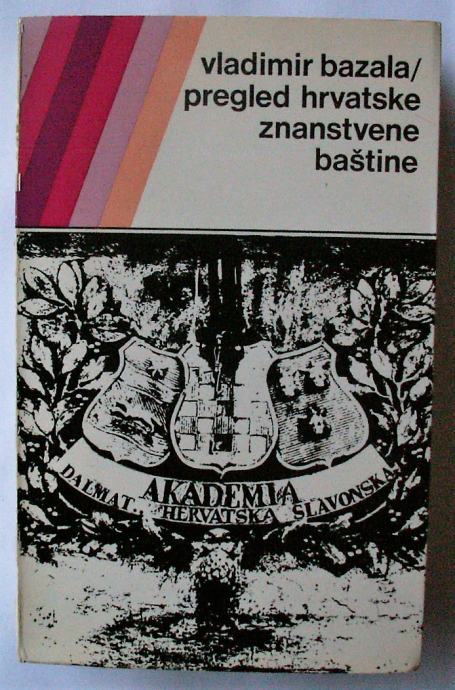 vladimir bazala/
pregled hrvatske
znanstvene
baštine
AKADEMIA
DALMAT. HERVATSKA SLAVONSKA